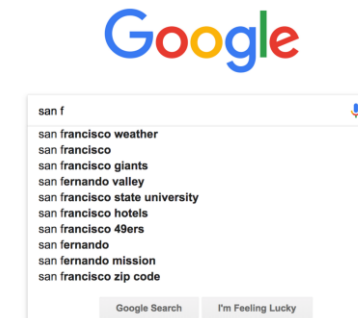 Google
san f
san francisco weather
san francisco
san francisco giants
san fernando valley
san francisco state university
san francisco hotels
san francisco 49ers
san fernando
san fernando mission
san francisco zip code
Google Search I'm Feeling Lucky